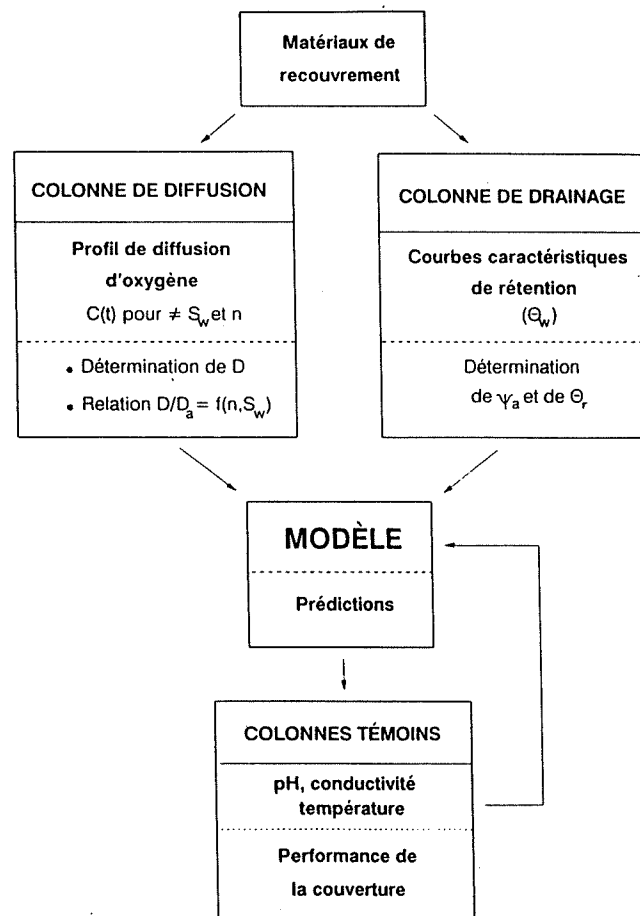 Matériaux de
recouvrement
COLONNE DE DIFFUSION
Profil de diffusion
d'oxygène
C(t) pour ≠ S_w et n
• Détermination de D
• Relation D/D_a = f(n,S_w)
COLONNE DE DRAINAGE
Courbes caractéristiques
de rétention
(Θ_w)
Détermination
de ψ_a et de Θ_r
MODÈLE
Prédictions
COLONNES TÉMOINS
pH, conductivité
température
Performance de
la couverture